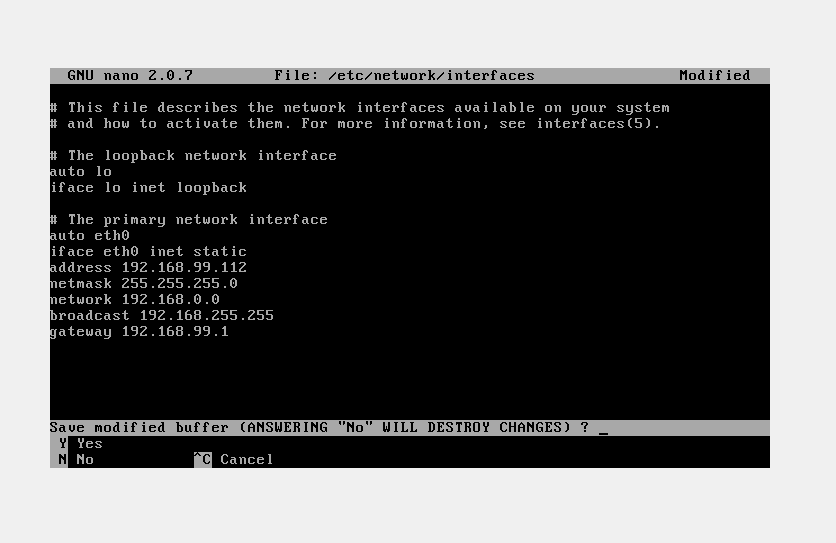 GNU nano 2.0.7 File: /etc/network/interfaces Modified
# This file describes the network interfaces available on your system
# and how to activate them. For more information, see interfaces(5).
# The loopback network interface
auto lo
iface lo inet loopback
# The primary network interface
auto eth0
iface eth0 inet static
address 192.168.99.112
netmask 255.255.255.0
network 192.168.0.0
broadcast 192.168.255.255
gateway 192.168.99.1
Save modified buffer (ANSWERING "No" WILL DESTROY CHANGES) ? _
Y Yes
N No ^C Cancel